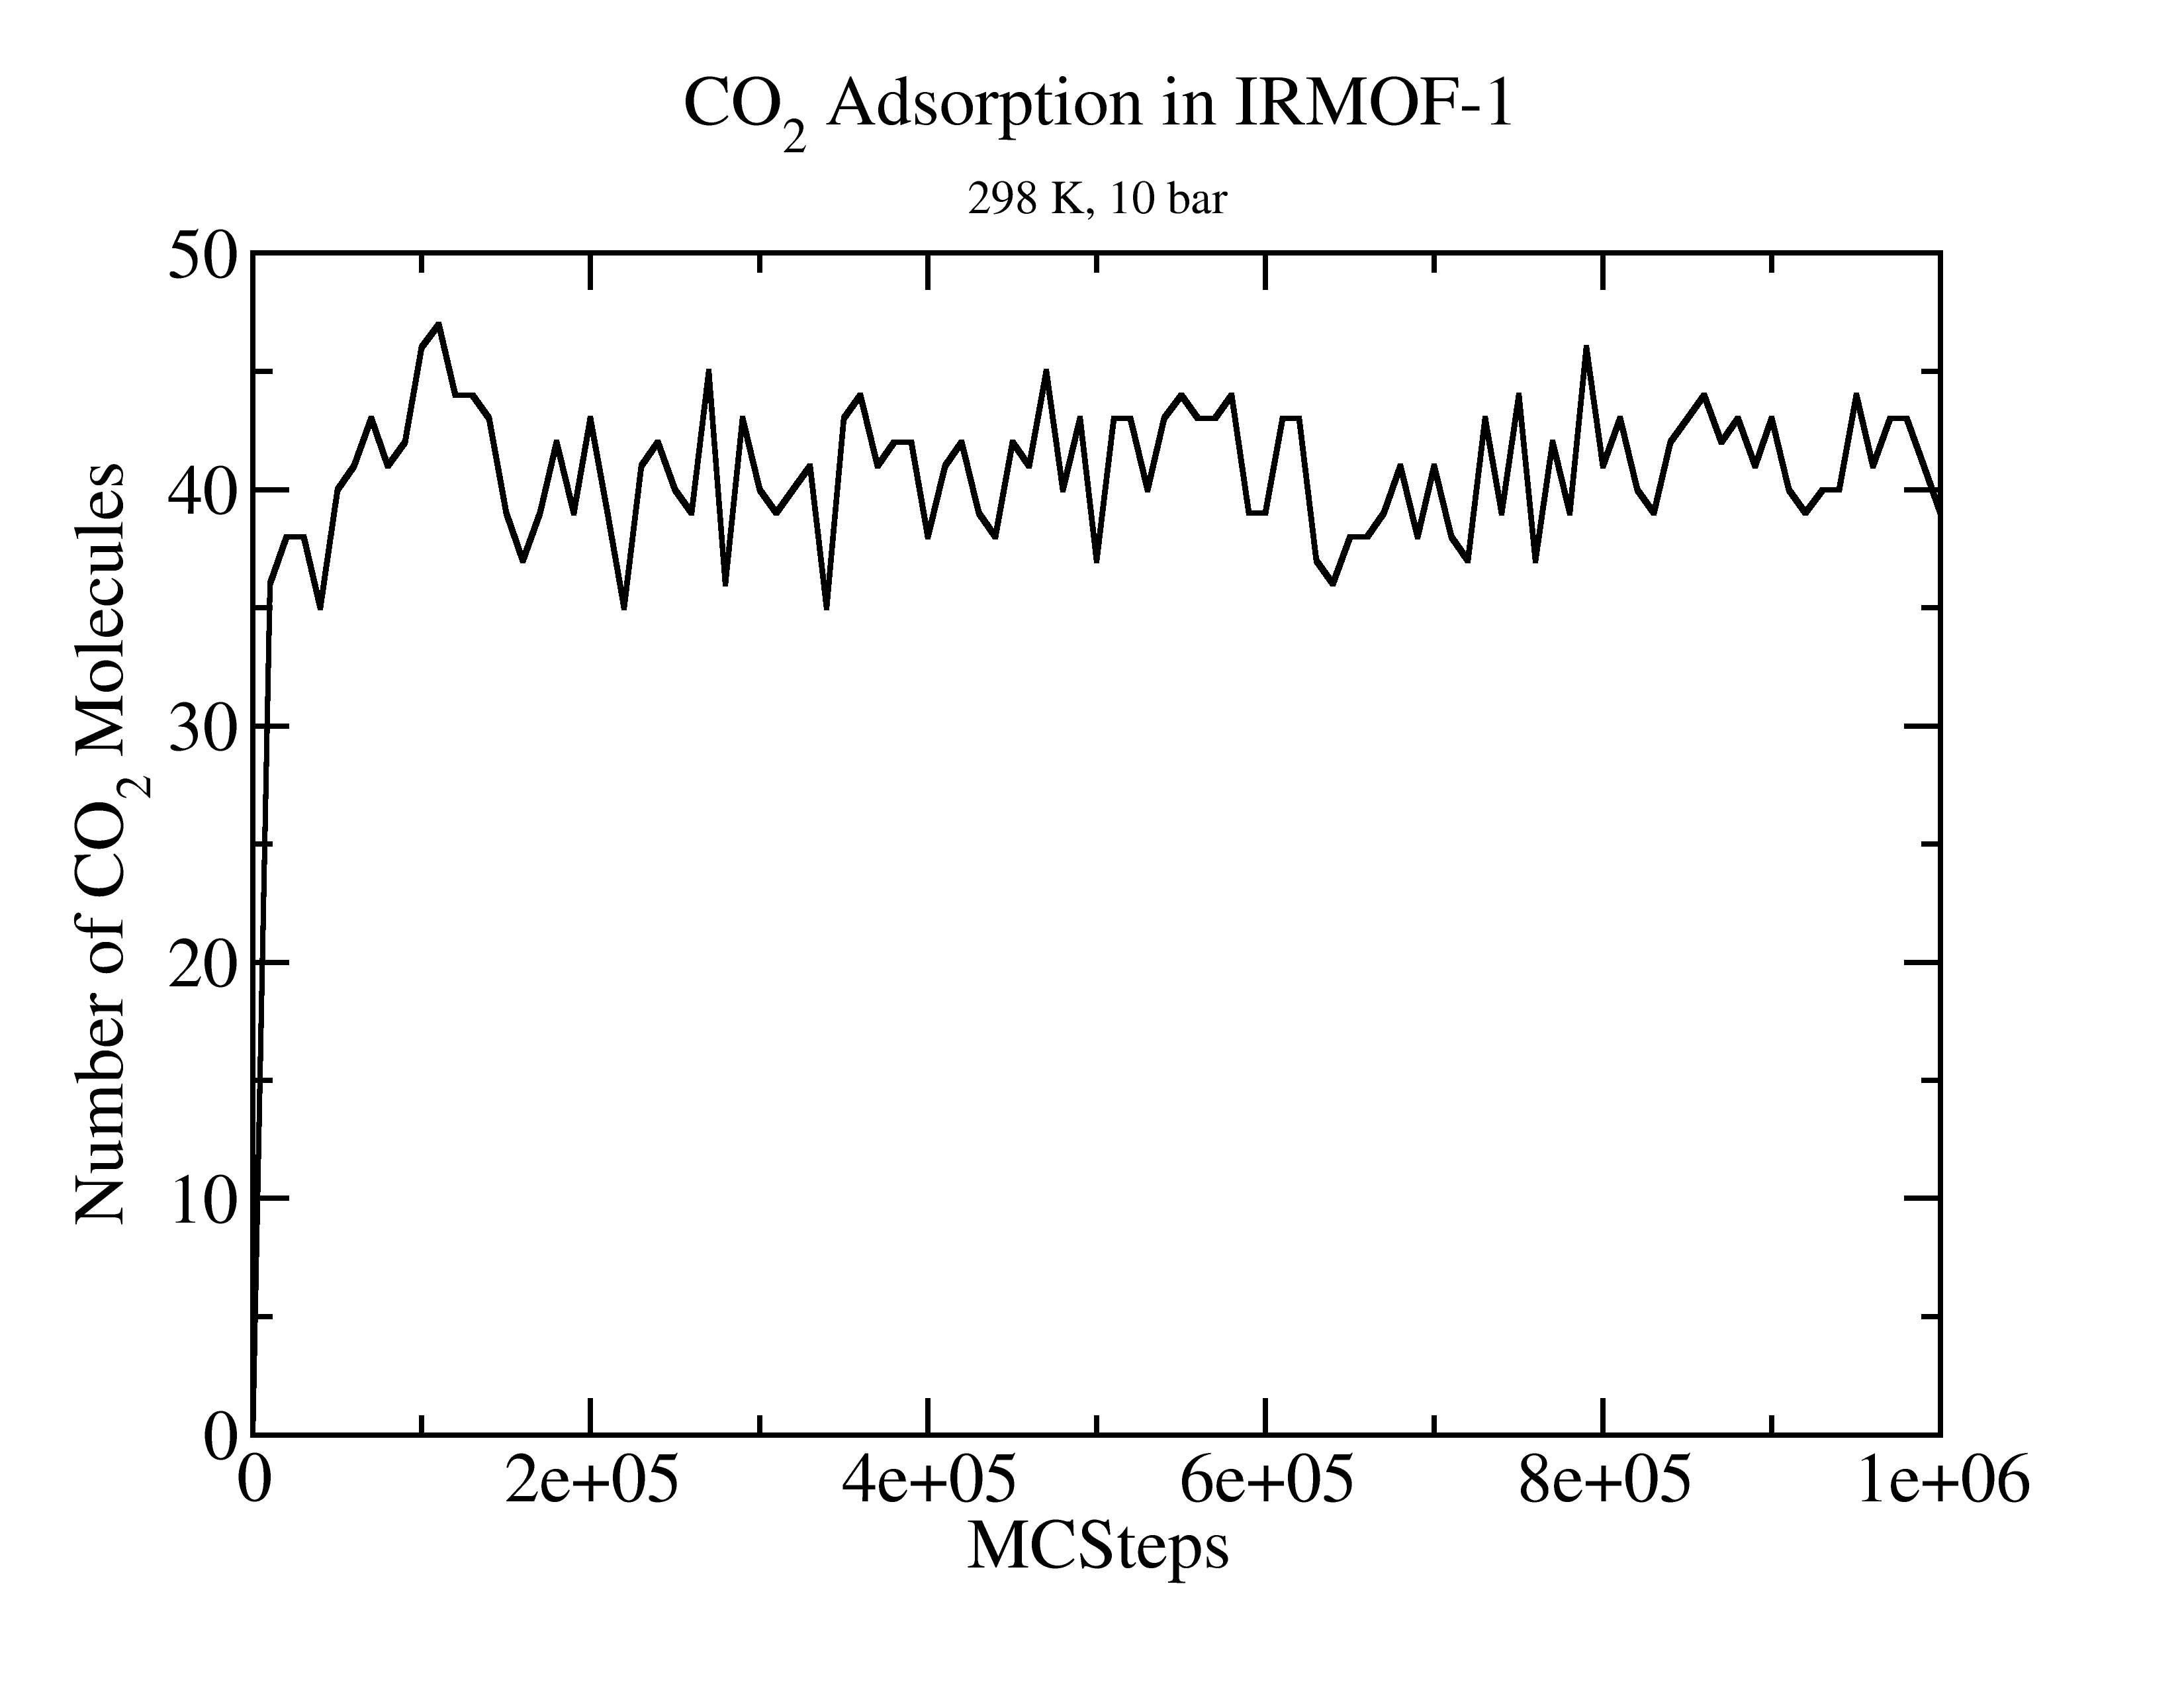 CO2 Adsorption in IRMOF-1
298 K, 10 bar
Number of CO2 Molecules
50
40
30
20
10
0
0 2e+05 4e+05 6e+05 8e+05 1e+06
MCSteps